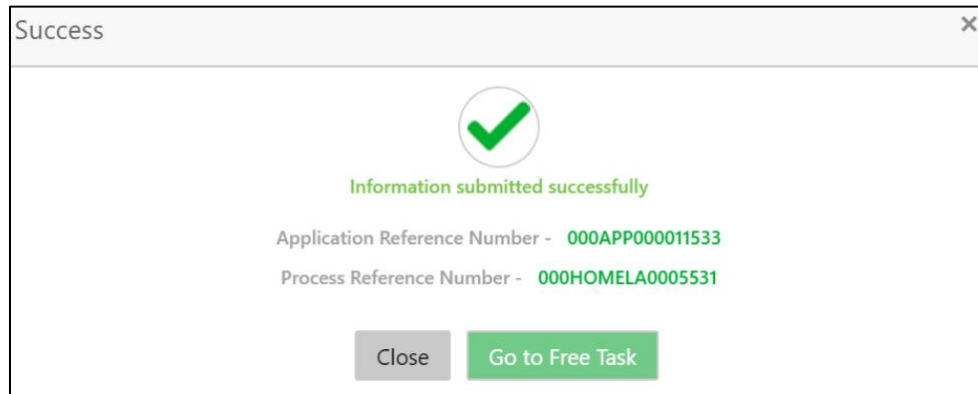 Success
×
Information submitted successfully
Application Reference Number - 000APP000011533
Process Reference Number - 000HOMELA0005531
Close Go to Free Task